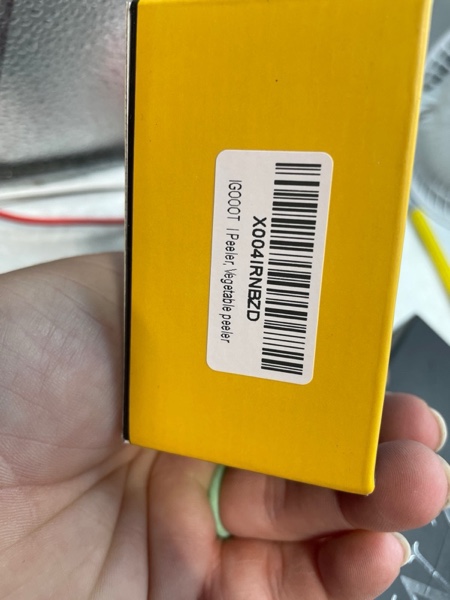 X004IRNBZD
IGOOOT I Peeler, Vegetable peeler